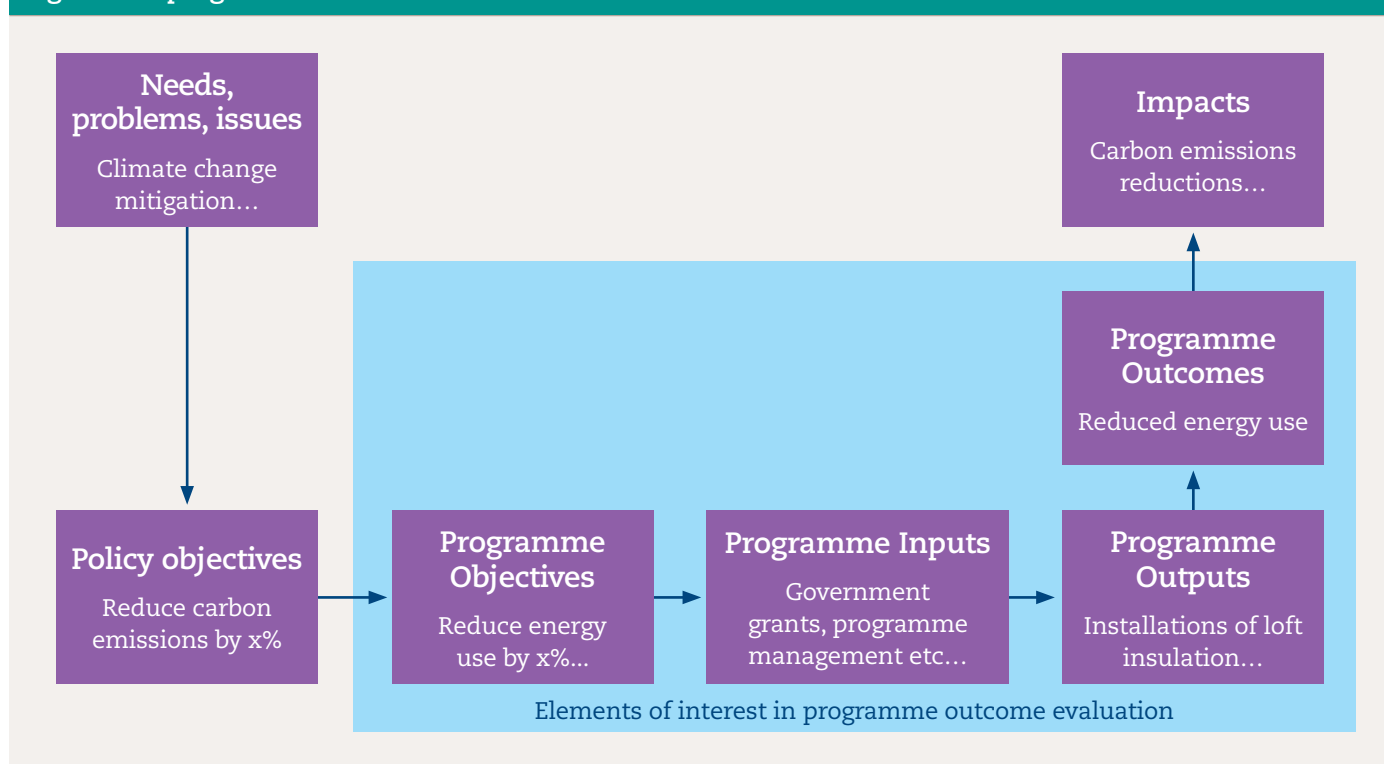 Needs,
problems, issues
Climate change
mitigation…
Impacts
Carbon emissions
reductions…
Programme
Outcomes
Reduced energy use
Policy objectives
Reduce carbon
emissions by x%
Programme
Objectives
Reduce energy
use by x%...
Programme Inputs
Government
grants, programme
management etc…
Programme
Outputs
Installations of loft
insulation…
Elements of interest in programme outcome evaluation